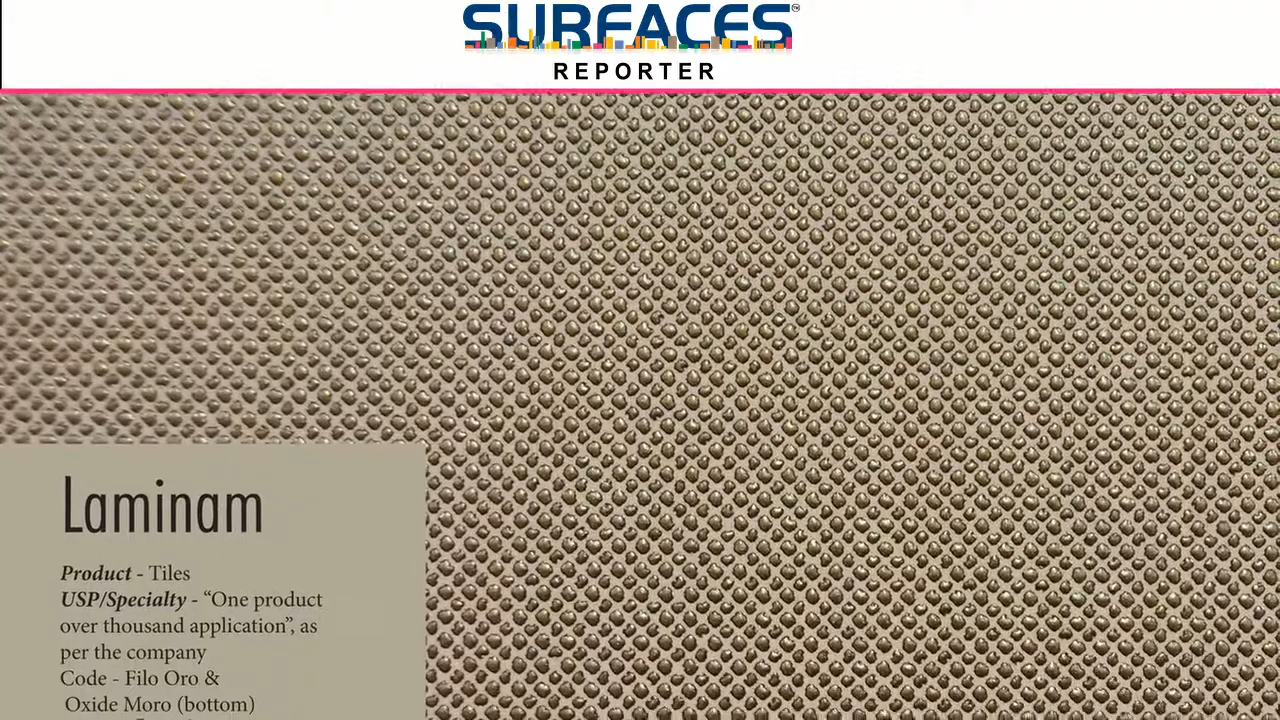 SURFACES™
REPORTER
Laminam
Product - Tiles
USP/Specialty - “One product
over thousand application”, as
per the company
Code - Filo Oro &
Oxide Moro (bottom)